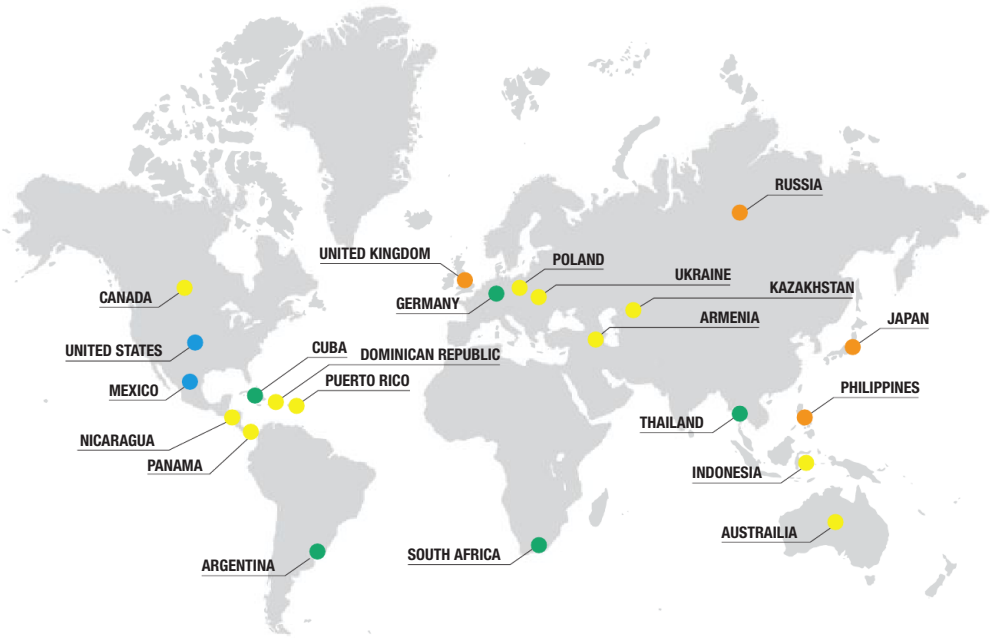 RUSSIA
UNITED KINGDOM
POLAND
UKRAINE
KAZAKHSTAN
CANADA
GERMANY
ARMENIA
JAPAN
UNITED STATES
CUBA
DOMINICAN REPUBLIC
MEXICO
PUERTO RICO
PHILIPPINES
THAILAND
NICARAGUA
PANAMA
INDONESIA
AUSTRAILIA
SOUTH AFRICA
ARGENTINA